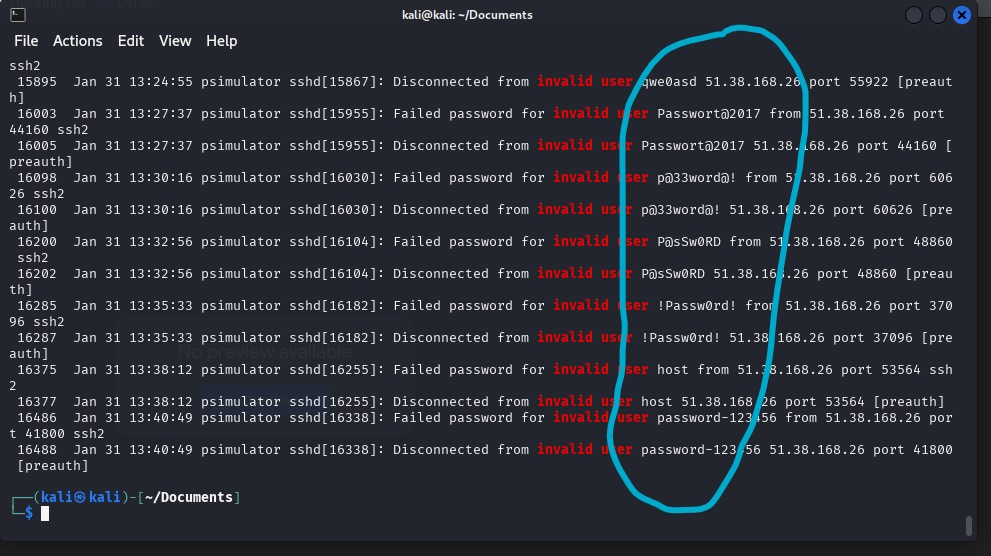 kali@kali: ~/Documents
File Actions Edit View Help
ssh2
15895 Jan 31 13:24:55 psimulator sshd[15867]: Disconnected from invalid user qwe0asd 51.38.168.26 port 55922 [preaut
h]
16003 Jan 31 13:27:37 psimulator sshd[15955]: Failed password for invalid user Passwort@2017 from 51.38.168.26 port
44160 ssh2
16005 Jan 31 13:27:37 psimulator sshd[15955]: Disconnected from invalid user Passwort@2017 51.38.168.26 port 44160 [
preauth]
16098 Jan 31 13:30:16 psimulator sshd[16030]: Failed password for invalid user p@33word@! from 51.38.168.26 port 606
26 ssh2
16100 Jan 31 13:30:16 psimulator sshd[16030]: Disconnected from invalid user p@33word@! 51.38.168.26 port 60626 [pre
auth]
16200 Jan 31 13:32:56 psimulator sshd[16104]: Failed password for invalid user P@sSw0RD from 51.38.168.26 port 48860
ssh2
16202 Jan 31 13:32:56 psimulator sshd[16104]: Disconnected from invalid user P@sSw0RD 51.38.168.26 port 48860 [preau
th]
16285 Jan 31 13:35:33 psimulator sshd[16182]: Failed password for invalid user !Passw0rd! from 51.38.168.26 port 370
96 ssh2
16287 Jan 31 13:35:33 psimulator sshd[16182]: Disconnected from invalid user !Passw0rd! 51.38.168.26 port 37096 [pre
auth]
No preview available
16375 Jan 31 13:38:12 psimulator sshd[16255]: Failed password for invalid user host from 51.38.168.26 port 53564 ssh
2
16377 Jan 31 13:38:12 psimulator sshd[16255]: Disconnected from invalid user host 51.38.168.26 port 53564 [preauth]
16486 Jan 31 13:40:49 psimulator sshd[16338]: Failed password for invalid user password-123456 from 51.38.168.26 por
t 41800 ssh2
16488 Jan 31 13:40:49 psimulator sshd[16338]: Disconnected from invalid user password-123456 51.38.168.26 port 41800
[preauth]
┌──(kali㉿kali)-[~/Documents]
└─$